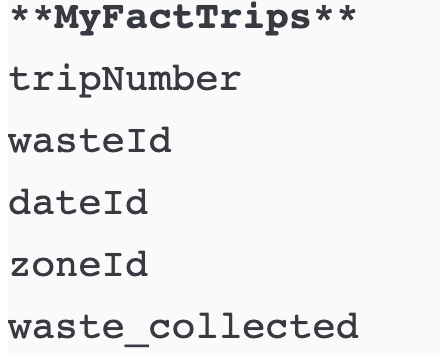 **MyFactTrips**
tripNumber
wasteId
dateId
zoneId
waste_collected